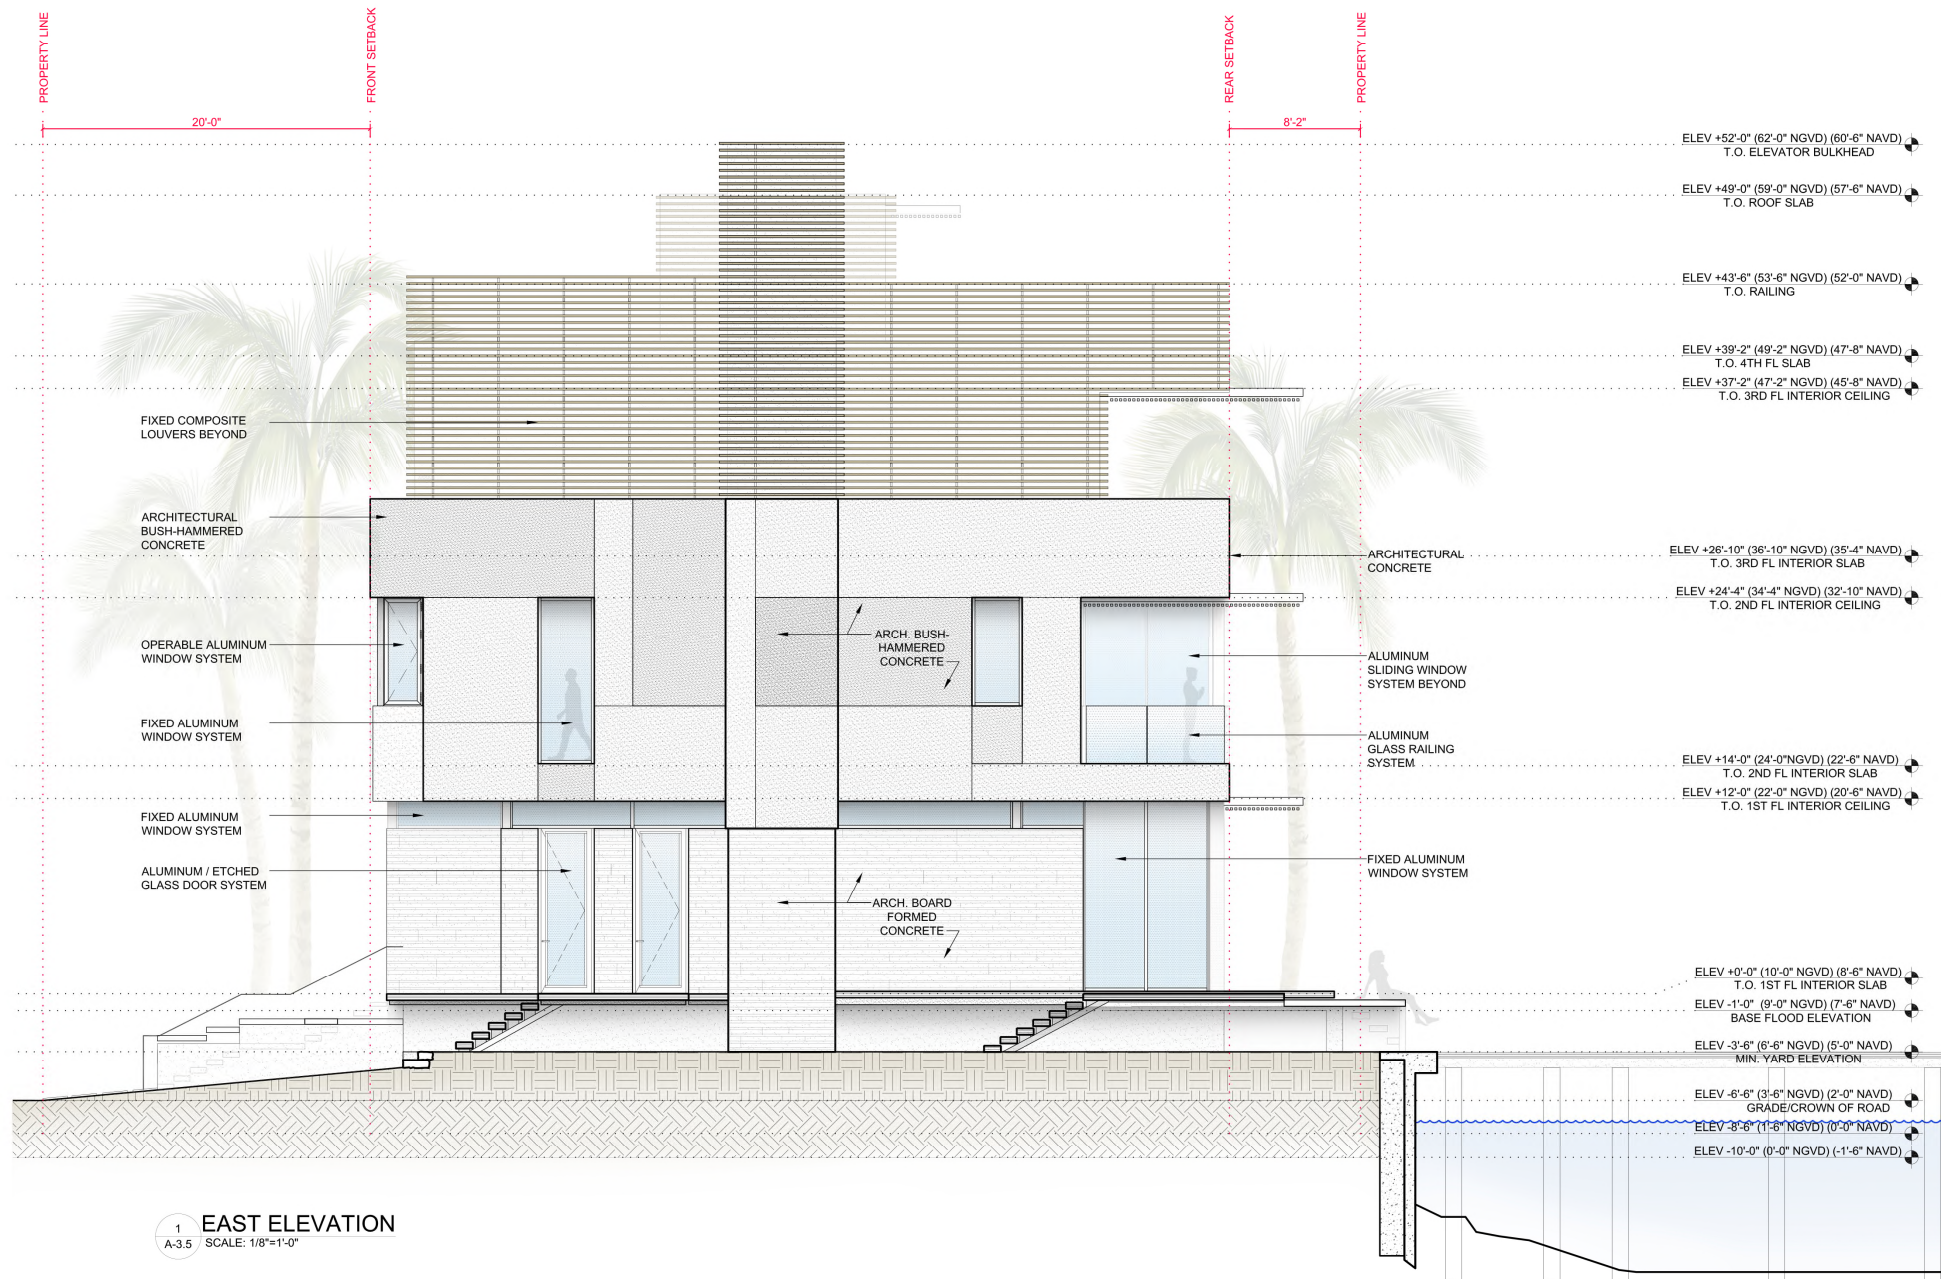 PROPERTY LINE
FRONT SETBACK
REAR SETBACK
PROPERTY LINE
20'-0"
8'-2"
ELEV +52'-0" (62'-0" NGVD) (60'-6" NAVD)
T.O. ELEVATOR BULKHEAD
ELEV +49'-0" (59'-0" NGVD) (57'-6" NAVD)
T.O. ROOF SLAB
ELEV +43'-6" (53'-6" NGVD) (52'-0" NAVD)
T.O. RAILING
ELEV +39'-2" (49'-2" NGVD) (47'-8" NAVD)
T.O. 4TH FL SLAB
ELEV +37'-2" (47'-2" NGVD) (45'-8" NAVD)
T.O. 3RD FL INTERIOR CEILING
ELEV +26'-10" (36'-10" NGVD) (35'-4" NAVD)
T.O. 3RD FL INTERIOR SLAB
ELEV +24'-4" (34'-4" NGVD) (32'-10" NAVD)
T.O. 2ND FL INTERIOR CEILING
ELEV +14'-0" (24'-0"NGVD) (22'-6" NAVD)
T.O. 2ND FL INTERIOR SLAB
ELEV +12'-0" (22'-0" NGVD) (20'-6" NAVD)
T.O. 1ST FL INTERIOR CEILING
ELEV +0'-0" (10'-0" NGVD) (8'-6" NAVD)
T.O. 1ST FL INTERIOR SLAB
ELEV -1'-0" (9'-0" NGVD) (7'-6" NAVD)
BASE FLOOD ELEVATION
ELEV -3'-6" (6'-6" NGVD) (5'-0" NAVD)
MIN. YARD ELEVATION
ELEV -6'-6" (3'-6" NGVD) (2'-0" NAVD)
GRADE/CROWN OF ROAD
ELEV -8'-6" (1'-6" NGVD) (0'-0" NAVD)
ELEV -10'-0" (0'-0" NGVD) (-1'-6" NAVD)
FIXED COMPOSITE
LOUVERS BEYOND
ARCHITECTURAL
BUSH-HAMMERED
CONCRETE
OPERABLE ALUMINUM
WINDOW SYSTEM
FIXED ALUMINUM
WINDOW SYSTEM
FIXED ALUMINUM
WINDOW SYSTEM
ALUMINUM / ETCHED
GLASS DOOR SYSTEM
ARCH. BUSH-
HAMMERED
CONCRETE
ARCH. BOARD
FORMED
CONCRETE
ARCHITECTURAL
CONCRETE
ALUMINUM
SLIDING WINDOW
SYSTEM BEYOND
ALUMINUM
GLASS RAILING
SYSTEM
FIXED ALUMINUM
WINDOW SYSTEM
1
A-3.5
EAST ELEVATION
SCALE: 1/8"=1'-0"